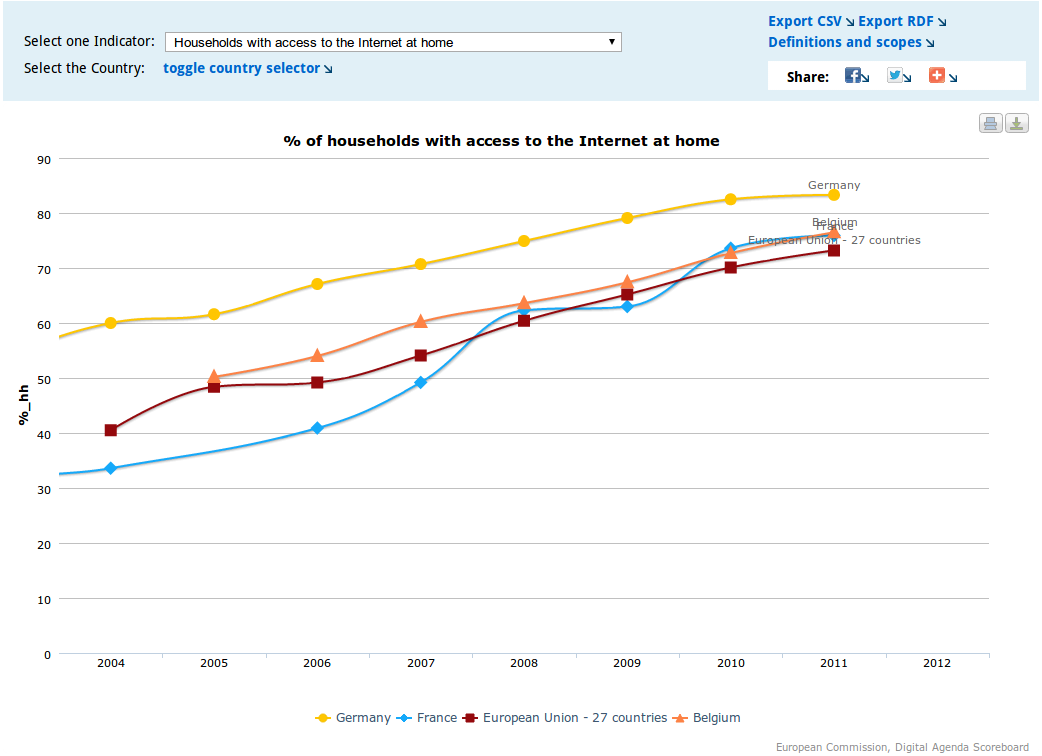 Export CSV Export RDF
Select one Indicator: Households with access to the Internet at home
Definitions and scopes
Select the Country: toggle country selector
Share:
% of households with access to the Internet at home
90
80
70
60
50
40
30
20
10
0
%_hh
Germany
Belgium
France
European Union - 27 countries
2004 2005 2006 2007 2008 2009 2010 2011 2012
Germany France European Union - 27 countries Belgium
European Commission, Digital Agenda Scoreboard